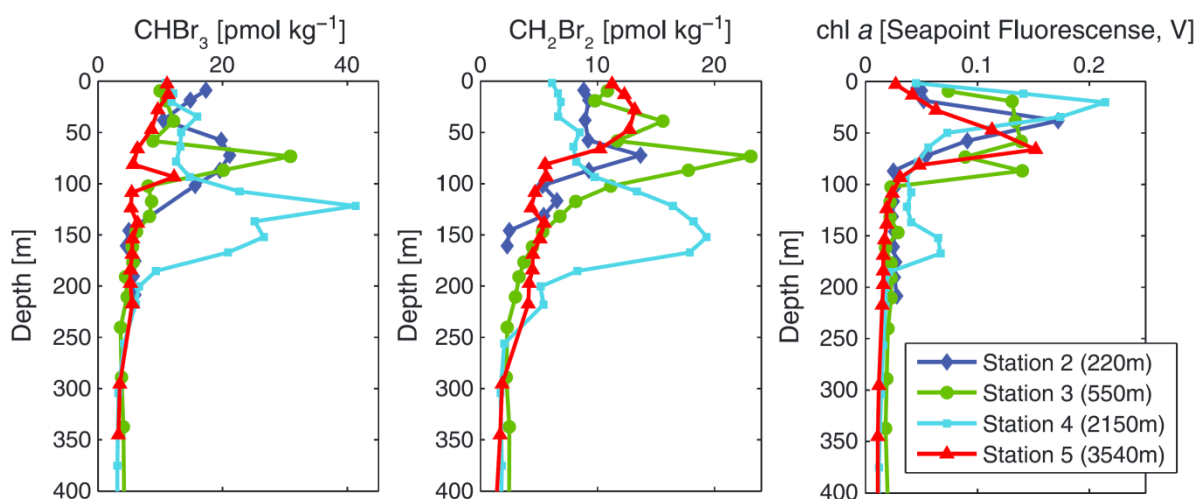 CHBr3 [pmol kg−1]
0 20 40
Depth [m]
0
50
100
150
200
250
300
350
400
CH2Br2 [pmol kg−1]
0 10 20
Depth [m]
0
50
100
150
200
250
300
350
400
chl a [Seapoint Fluorescense, V]
0 0.1 0.2
Depth [m]
0
50
100
150
200
250
300
350
400
Station 2 (220m)
Station 3 (550m)
Station 4 (2150m)
Station 5 (3540m)